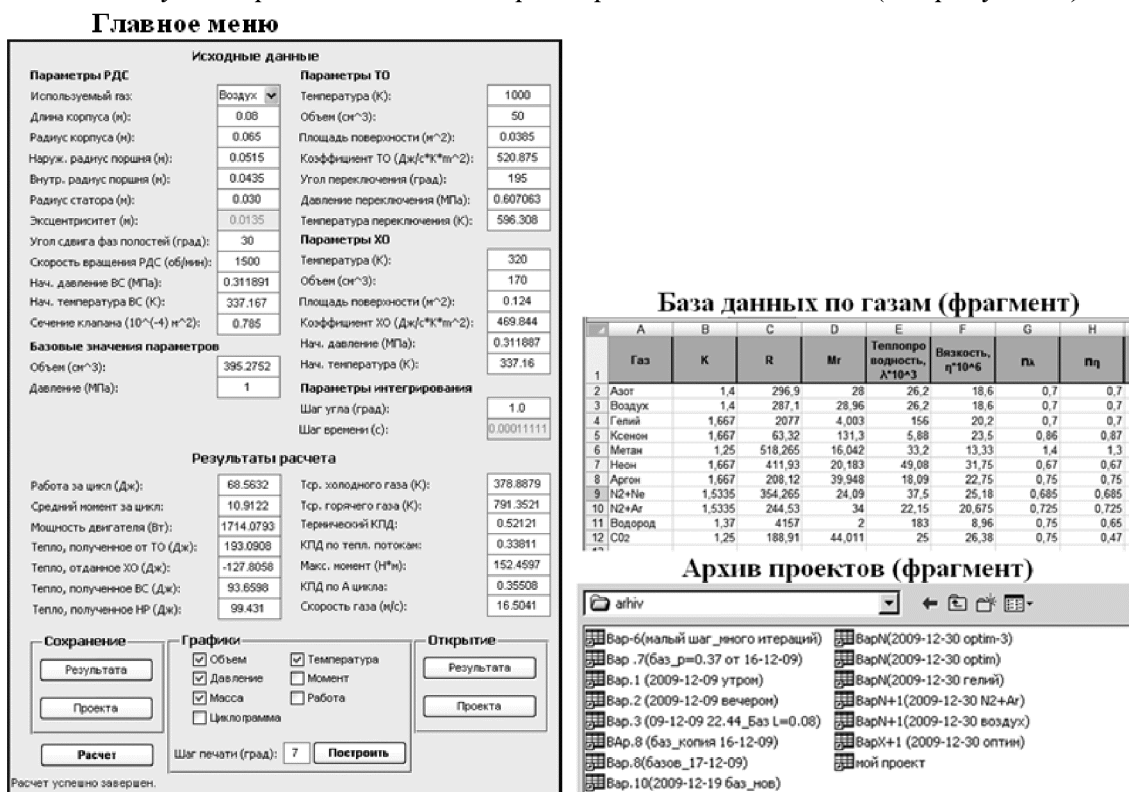 Главное меню
Исходные данные
Параметры РДС
Используемый газ: Воздух
Длина корпуса (м): 0.08
Радиус корпуса (м): 0.065
Наруж. радиус поршня (м): 0.0515
Внутр. радиус поршня (м): 0.0435
Радиус статора (м): 0.030
Эксцентриситет (м): 0.0135
Угол сдвига фаз полостей (град): 30
Скорость вращения РДС (об/мин): 1500
Нач. давление ВС (МПа): 0.311891
Нач. температура ВС (К): 337.167
Сечение клапана (10^(-4) м^2): 0.785
Базовые значения параметров
Объем (см^3): 395.2752
Давление (МПа): 1
Параметры ТО
Температура (К): 1000
Объем (см^3): 50
Площадь поверхности (м^2): 0.0385
Коэффициент ТО (Дж/с*К*m^2): 520.875
Угол переключения (град): 195
Давление переключения (МПа): 0.607063
Температура переключения (К): 596.308
Параметры ХО
Температура (К): 320
Объем (см^3): 170
Площадь поверхности (м^2): 0.124
Коэффициент ХО (Дж/с*К*m^2): 469.844
Нач. давление (МПа): 0.311887
Нач. температура (К): 337.16
Параметры интегрирования
Шаг угла (град): 1.0
Шаг времени (с): 0.00011111
Результаты расчета
Работа за цикл (Дж): 68.5632
Средний момент за цикл: 10.9122
Мощность двигателя (Вт): 1714.0793
Тепло, полученное от ТО (Дж): 193.0908
Тепло, отданное ХО (Дж): -127.8058
Тепло, полученное ВС (Дж): 93.6598
Тепло, полученное НР (Дж): 99.431
Тср. холодного газа (К): 378.8879
Тср. горячего газа (К): 791.3521
Термический КПД: 0.52121
КПД по тепл. потокам: 0.33811
Макс. момент (Н*м): 152.4597
КПД по А цикла: 0.35508
Скорость газа (м/с): 16.5041
Сохранение
Результата
Проекта
Расчет
Графики
Объем Температура
Давление Момент
Масса Работа
Циклограмма
Шаг печати (град): 7 Построить
Открытие
Результата
Проекта
Расчет успешно завершен.
База данных по газам (фрагмент)
A B C D E F G H
1 Газ K R Mr Теплопро
водность,
λ*10^3 Вязкость,
η*10^6 nλ nη
2 Азот 1,4 296,9 28 26,2 18,6 0,7 0,7
3 Воздух 1,4 287,1 28,96 26,2 18,6 0,7 0,7
4 Гелий 1,667 2077 4,003 156 20,2 0,7 0,7
5 Ксенон 1,667 63,32 131,3 5,88 23,5 0,86 0,87
6 Метан 1,25 518,265 16,042 33,2 13,33 1,4 1,3
7 Неон 1,667 411,93 20,183 49,08 31,75 0,67 0,67
8 Аргон 1,667 208,12 39,948 18,09 22,75 0,75 0,75
9 N2+Ne 1,5335 354,265 24,09 37,5 25,18 0,685 0,685
10 N2+Ar 1,5335 244,53 34 22,15 20,675 0,725 0,725
11 Водород 1,37 4157 2 183 8,96 0,75 0,65
12 CO2 1,25 188,91 44,011 25 26,38 0,75 0,47
Архив проектов (фрагмент)
arhiv
Вар-6(малый шаг_много итераций)
Вар .7(баз_р=0.37 от 16-12-09)
Вар.1 (2009-12-09 утром)
Вар.2 (2009-12-09 вечером)
Вар.3 (09-12-09 22.44_Баз L=0.08)
ВАр.8 (баз_копия 16-12-09)
Вар.8(базов_17-12-09)
Вар.10(2009-12-19 баз_нов)
ВарN(2009-12-30 optim-3)
ВарN(2009-12-30 optim)
ВарN(2009-12-30 гелий)
ВарN+1(2009-12-30 N2+Ar)
ВарN+1(2009-12-30 воздух)
ВарX+1 (2009-12-30 оптим)
мой проект